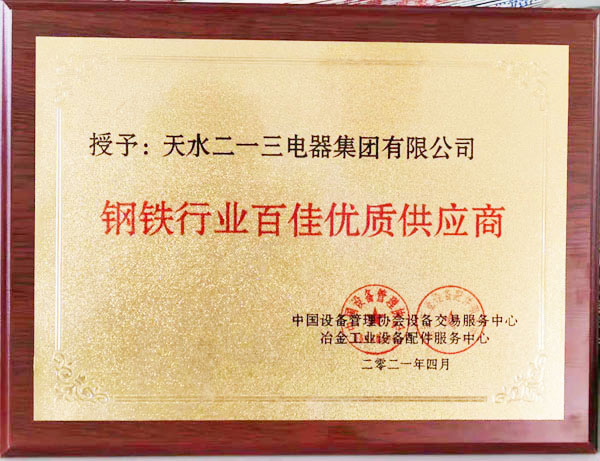 授予：天水二一三电器集团有限公司
钢铁行业百佳优质供应商
中国设备管理协会设备交易服务中心
冶金工业设备配件服务中心
二零二一年四月